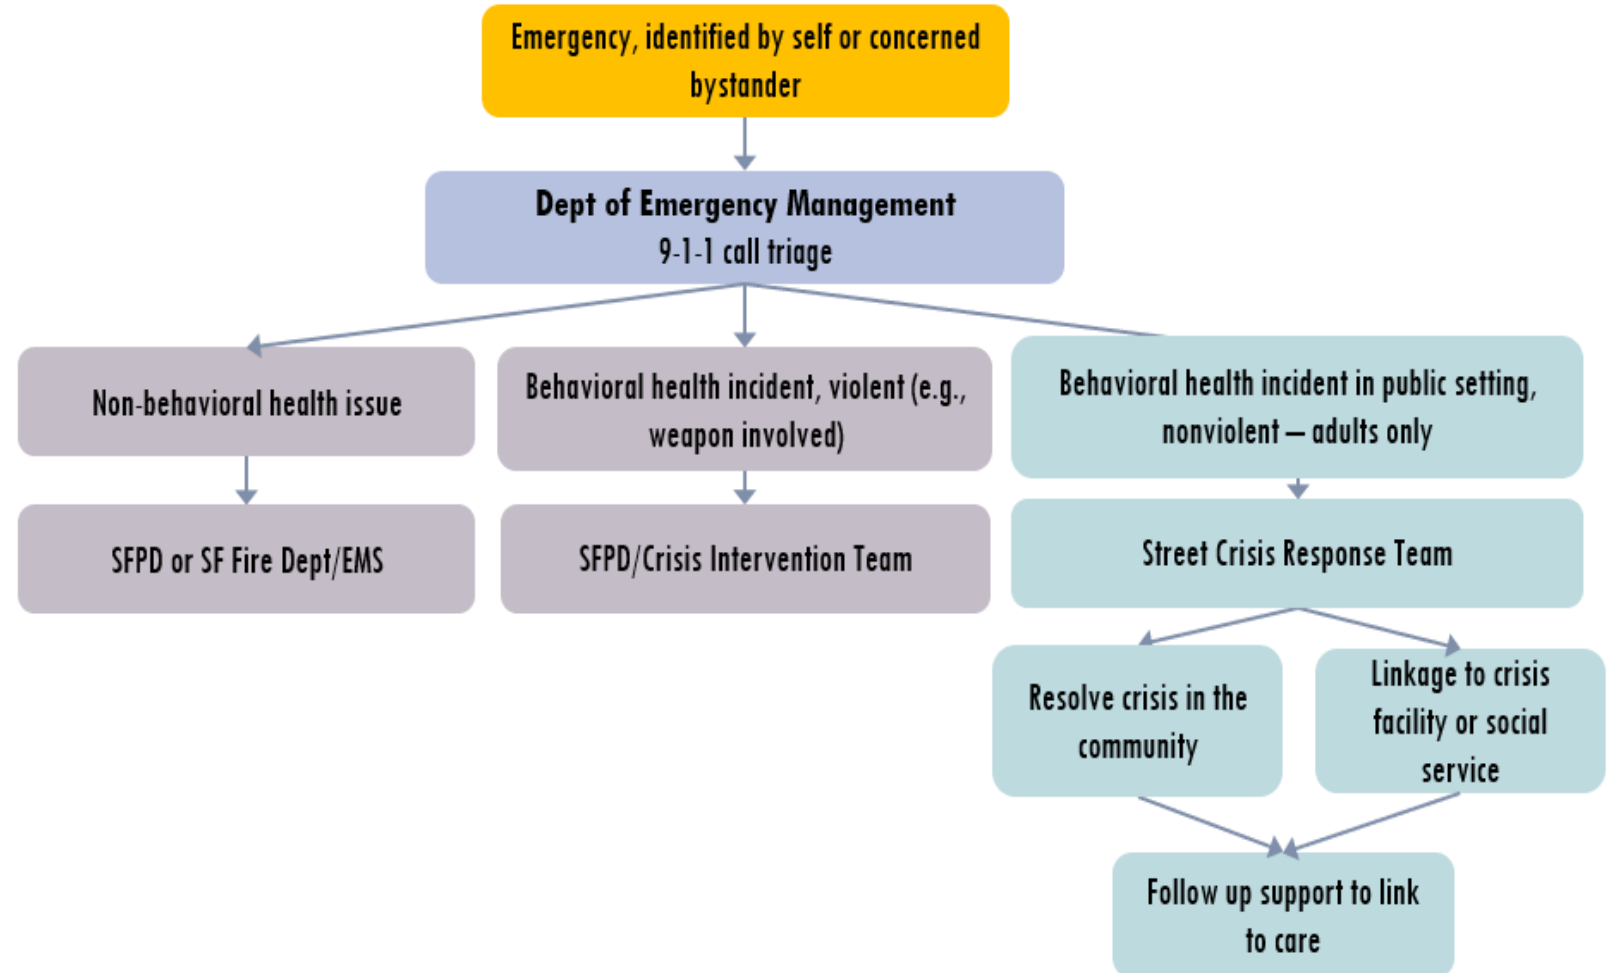 Emergency, identified by self or concerned
bystander
Dept of Emergency Management
9-1-1 call triage
Non-behavioral health issue
Behavioral health incident, violent (e.g.,
weapon involved)
Behavioral health incident in public setting,
nonviolent – adults only
SFPD or SF Fire Dept/EMS
SFPD/Crisis Intervention Team
Street Crisis Response Team
Resolve crisis in the
community
Linkage to crisis
facility or social
service
Follow up support to link
to care